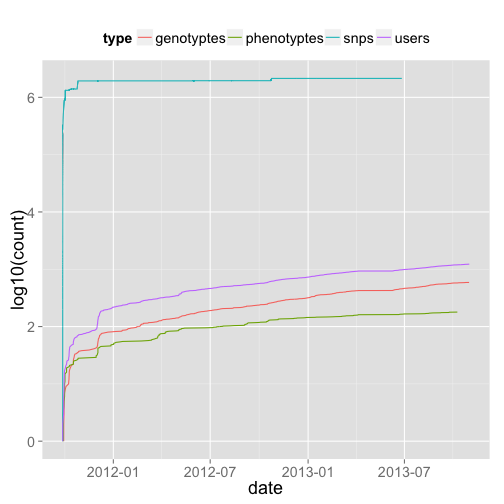 type genotyptes phenotyptes snps users
log10(count)
6
4
2
0
2012-01 2012-07 2013-01 2013-07
date